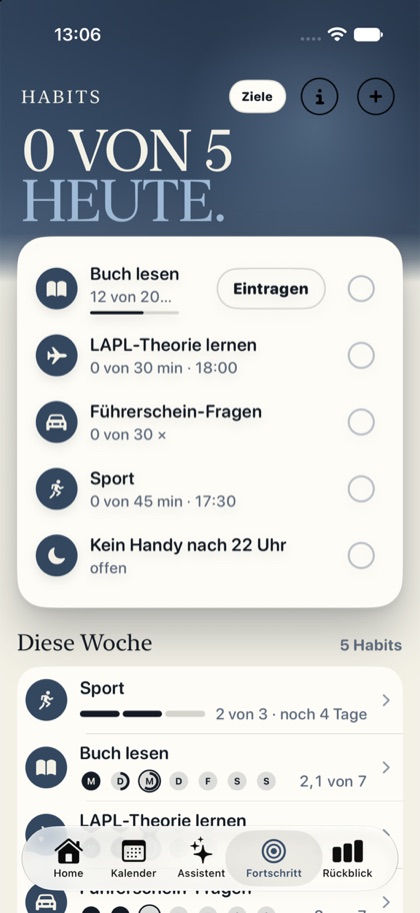 13:06
HABITS
Ziele
0 VON 5
HEUTE.
Buch lesen
12 von 20...
Eintragen
LAPL-Theorie lernen
0 von 30 min · 18:00
Führerschein-Fragen
0 von 30 ×
Sport
0 von 45 min · 17:30
Kein Handy nach 22 Uhr
offen
Diese Woche
5 Habits
Sport
2 von 3 · noch 4 Tage
Buch lesen
M D M D F S S
2,1 von 7
LAPL-Theorie lernen
Home
Kalender
Assistent
Fortschritt
Rückblick
Führerschein-Fragen